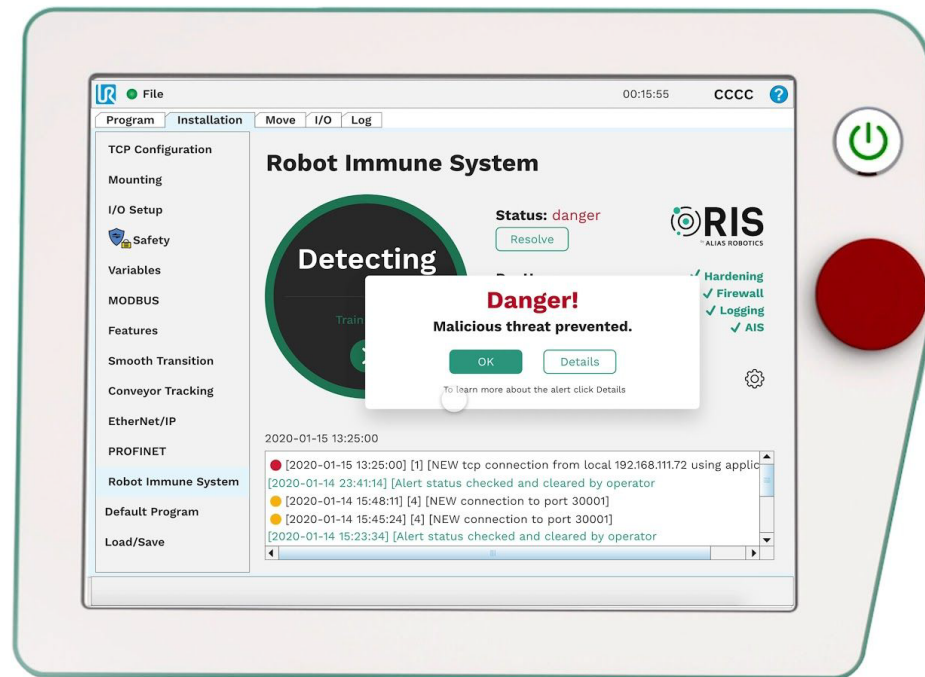 UR File 00:15:55 CCCC ?
Program Installation Move I/O Log
TCP Configuration
Mounting
I/O Setup
Safety
Variables
MODBUS
Features
Smooth Transition
Conveyor Tracking
EtherNet/IP
PROFINET
Robot Immune System
Default Program
Load/Save
Robot Immune System
Detecting
Train
Status: danger
Resolve
RIS
ALIAS ROBOTICS
✓ Hardening
✓ Firewall
✓ Logging
✓ AIS
Danger!
Malicious threat prevented.
OK Details
To learn more about the alert click Details
2020-01-15 13:25:00
[2020-01-15 13:25:00] [1] [NEW tcp connection from local 192.168.111.72 using applic
[2020-01-14 23:41:14] [Alert status checked and cleared by operator
[2020-01-14 15:48:11] [4] [NEW connection to port 30001]
[2020-01-14 15:45:24] [4] [NEW connection to port 30001]
[2020-01-14 15:23:34] [Alert status checked and cleared by operator